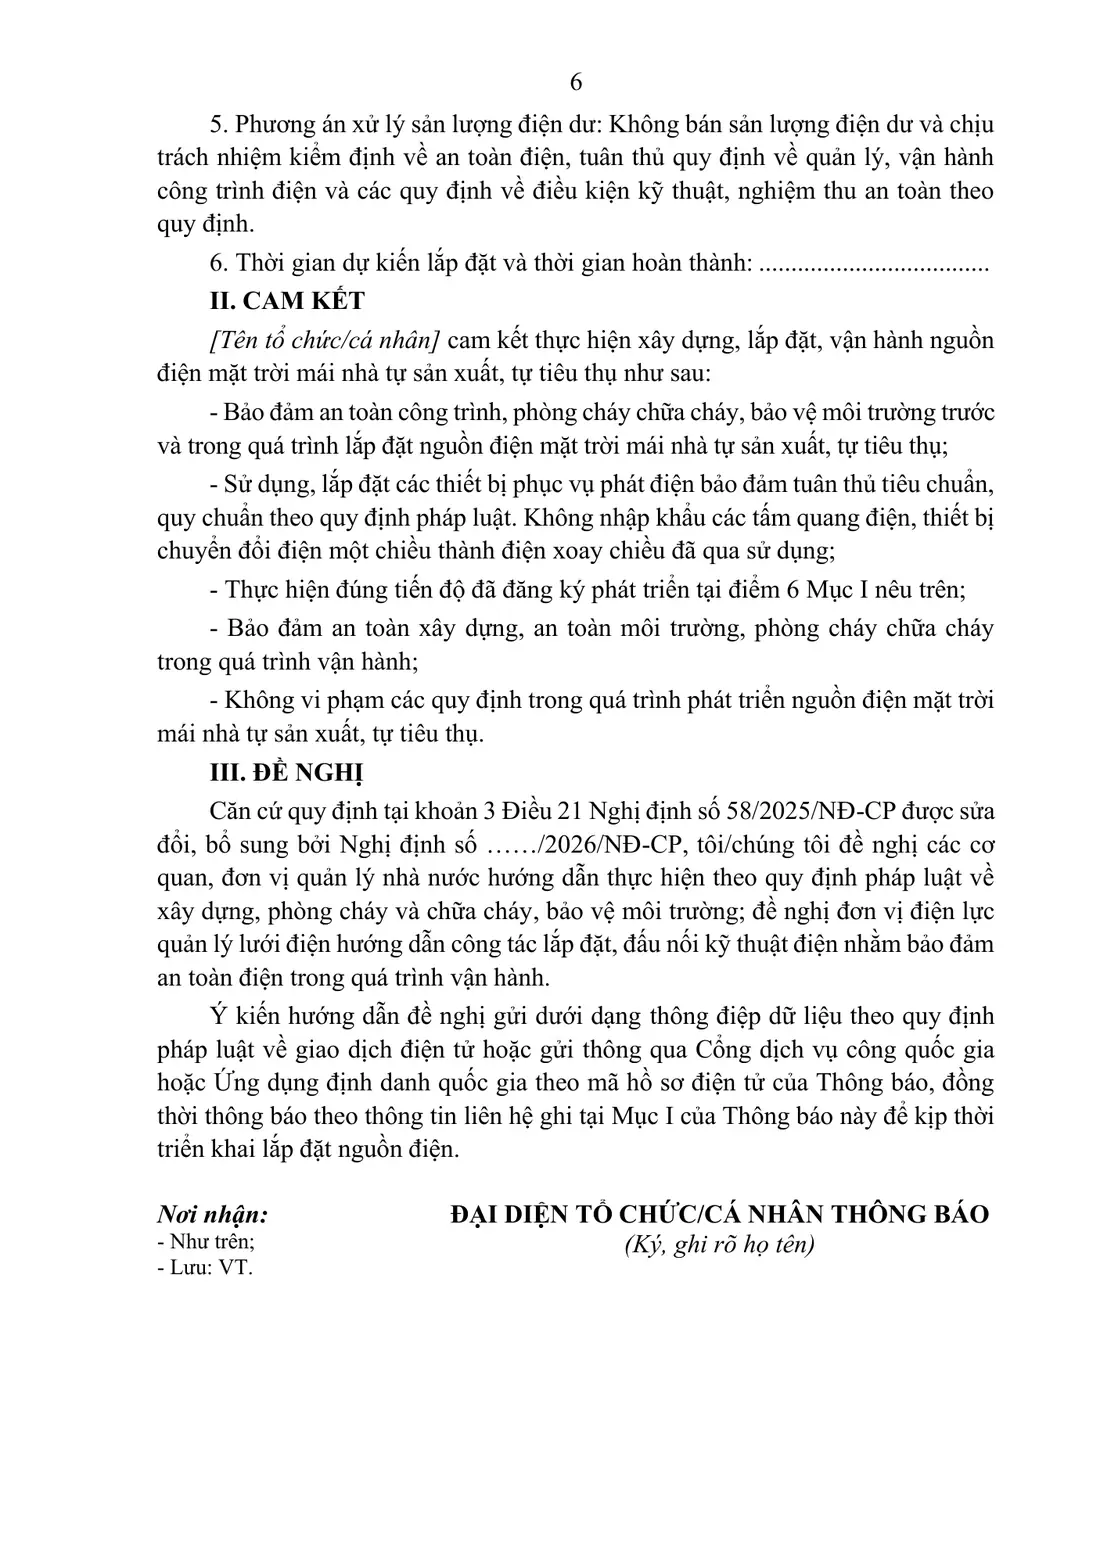 6
5. Phương án xử lý sản lượng điện dư: Không bán sản lượng điện dư và chịu
trách nhiệm kiểm định về an toàn điện, tuân thủ quy định về quản lý, vận hành
công trình điện và các quy định về điều kiện kỹ thuật, nghiệm thu an toàn theo
quy định.
6. Thời gian dự kiến lắp đặt và thời gian hoàn thành: ....................................
II. CAM KẾT
[Tên tổ chức/cá nhân] cam kết thực hiện xây dựng, lắp đặt, vận hành nguồn
điện mặt trời mái nhà tự sản xuất, tự tiêu thụ như sau:
- Bảo đảm an toàn công trình, phòng cháy chữa cháy, bảo vệ môi trường trước
và trong quá trình lắp đặt nguồn điện mặt trời mái nhà tự sản xuất, tự tiêu thụ;
- Sử dụng, lắp đặt các thiết bị phục vụ phát điện bảo đảm tuân thủ tiêu chuẩn,
quy chuẩn theo quy định pháp luật. Không nhập khẩu các tấm quang điện, thiết bị
chuyển đổi điện một chiều thành điện xoay chiều đã qua sử dụng;
- Thực hiện đúng tiến độ đã đăng ký phát triển tại điểm 6 Mục I nêu trên;
- Bảo đảm an toàn xây dựng, an toàn môi trường, phòng cháy chữa cháy
trong quá trình vận hành;
- Không vi phạm các quy định trong quá trình phát triển nguồn điện mặt trời
mái nhà tự sản xuất, tự tiêu thụ.
III. ĐỀ NGHỊ
Căn cứ quy định tại khoản 3 Điều 21 Nghị định số 58/2025/NĐ-CP được sửa
đổi, bổ sung bởi Nghị định số ……/2026/NĐ-CP, tôi/chúng tôi đề nghị các cơ
quan, đơn vị quản lý nhà nước hướng dẫn thực hiện theo quy định pháp luật về
xây dựng, phòng cháy và chữa cháy, bảo vệ môi trường; đề nghị đơn vị điện lực
quản lý lưới điện hướng dẫn công tác lắp đặt, đấu nối kỹ thuật điện nhằm bảo đảm
an toàn điện trong quá trình vận hành.
Ý kiến hướng dẫn đề nghị gửi dưới dạng thông điệp dữ liệu theo quy định
pháp luật về giao dịch điện tử hoặc gửi thông qua Cổng dịch vụ công quốc gia
hoặc Ứng dụng định danh quốc gia theo mã hồ sơ điện tử của Thông báo, đồng
thời thông báo theo thông tin liên hệ ghi tại Mục I của Thông báo này để kịp thời
triển khai lắp đặt nguồn điện.
Nơi nhận:
- Như trên;
- Lưu: VT.
ĐẠI DIỆN TỔ CHỨC/CÁ NHÂN THÔNG BÁO
(Ký, ghi rõ họ tên)